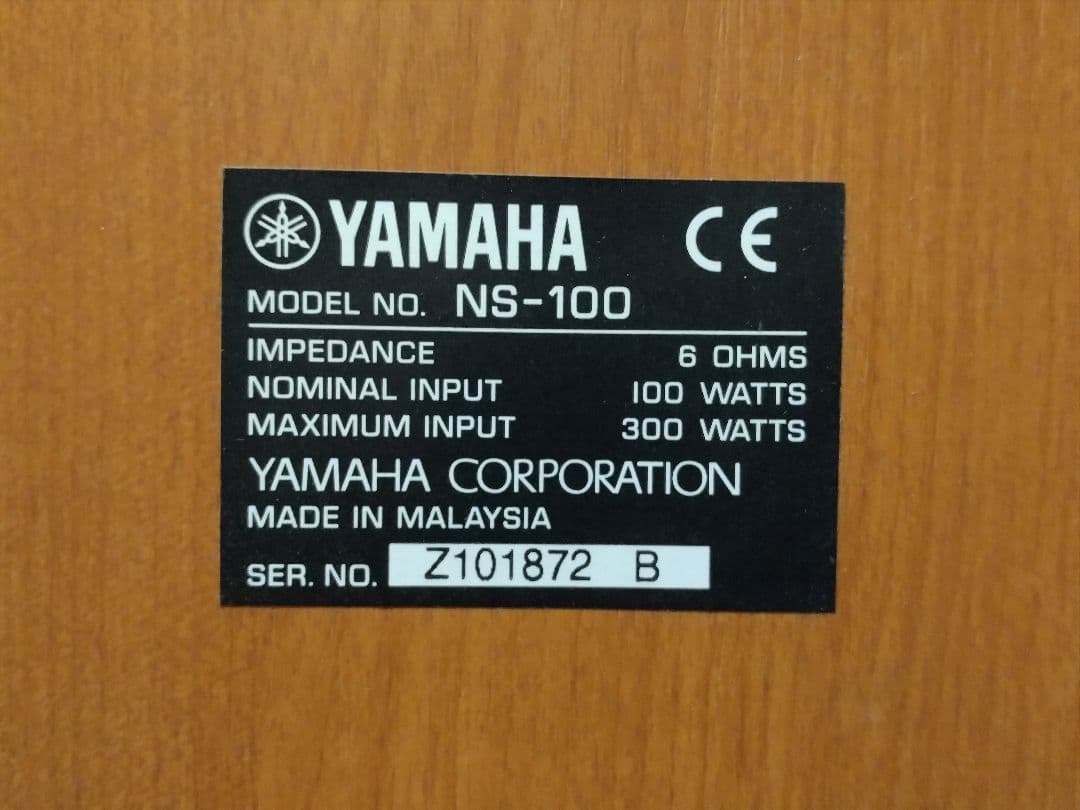 YAMAHA CE
MODEL NO. NS-100
IMPEDANCE 6 OHMS
NOMINAL INPUT 100 WATTS
MAXIMUM INPUT 300 WATTS
YAMAHA CORPORATION
MADE IN MALAYSIA
SER. NO. Z101872 B